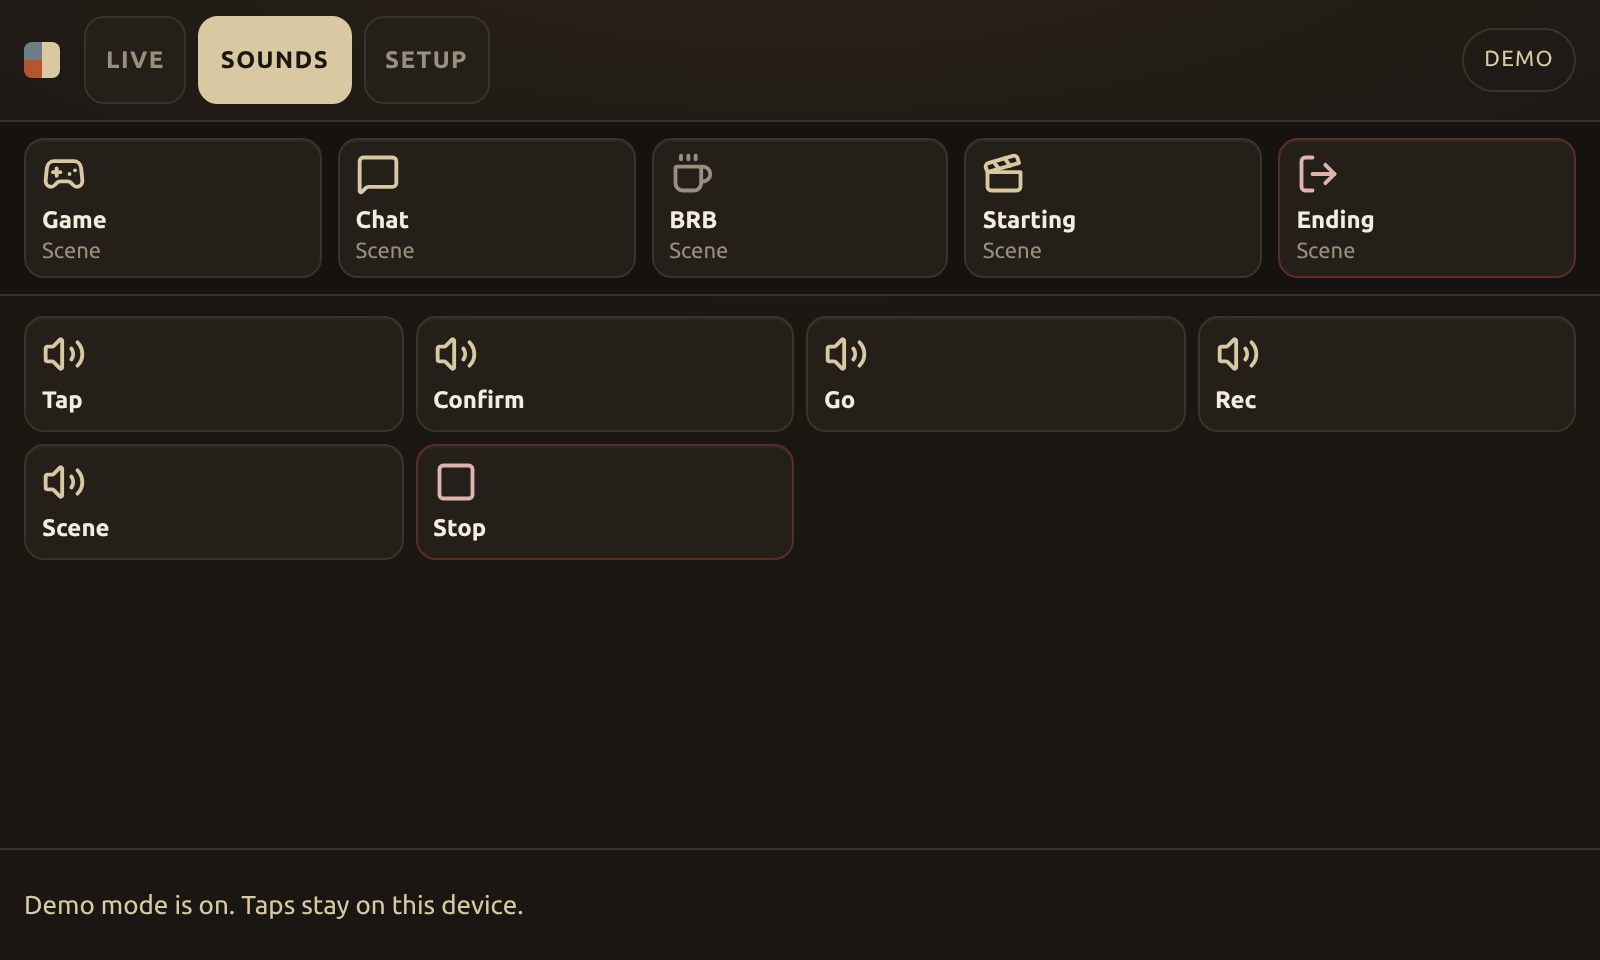 LIVE
SOUNDS
SETUP
DEMO
Game
Scene
Chat
Scene
BRB
Scene
Starting
Scene
Ending
Scene
Tap
Confirm
Go
Rec
Scene
Stop
Demo mode is on. Taps stay on this device.